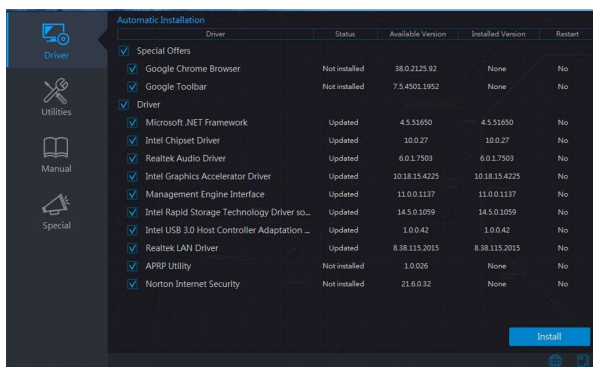 Automatic Installation
Driver Status Available Version Installed Version Restart
Special Offers
Google Chrome Browser Not installed 38.0.2125.92 None No
Google Toolbar Not installed 7.5.4501.1952 None No
Driver
Microsoft .NET Framework Updated 4.5.51650 4.5.51650 No
Intel Chipset Driver Updated 10.0.27 10.0.27 No
Realtek Audio Driver Updated 6.0.1.7503 6.0.1.7503 No
Intel Graphics Accelerator Driver Updated 10.18.15.4225 10.18.15.4225 No
Management Engine Interface Updated 11.0.0.1137 11.0.0.1137 No
Intel Rapid Storage Technology Driver so... Updated 14.5.0.1059 14.5.0.1059 No
Intel USB 3.0 Host Controller Adaptation ... Updated 1.0.0.42 1.0.0.42 No
Realtek LAN Driver Updated 8.38.115.2015 8.38.115.2015 No
APRP Utility Not installed 1.0.026 None No
Norton Internet Security Not installed 21.6.0.32 None No
Driver
Utilities
Manual
Special
Install